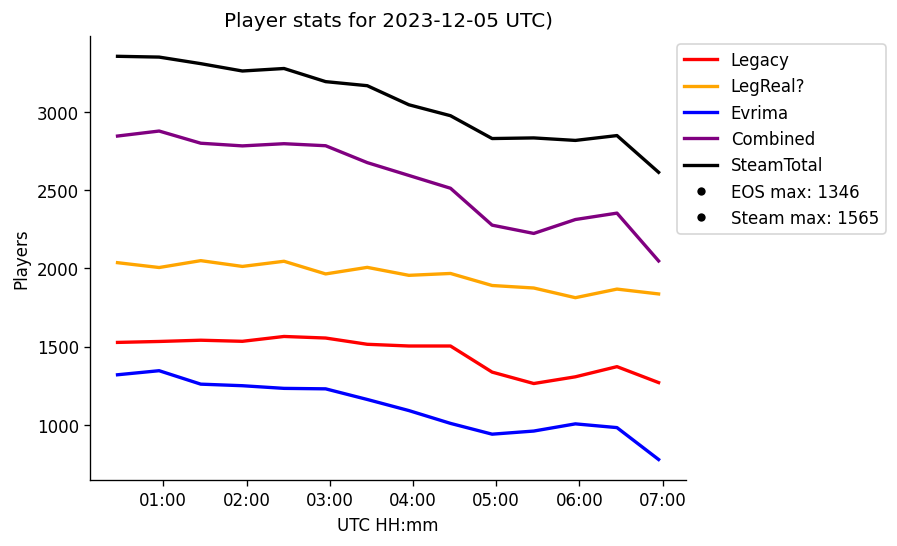 Player stats for 2023-12-05 UTC)
Legacy
LegReal?
Evrima
Combined
SteamTotal
EOS max: 1346
Steam max: 1565
Players
3000
2500
2000
1500
1000
01:00 02:00 03:00 04:00 05:00 06:00 07:00
UTC HH:mm